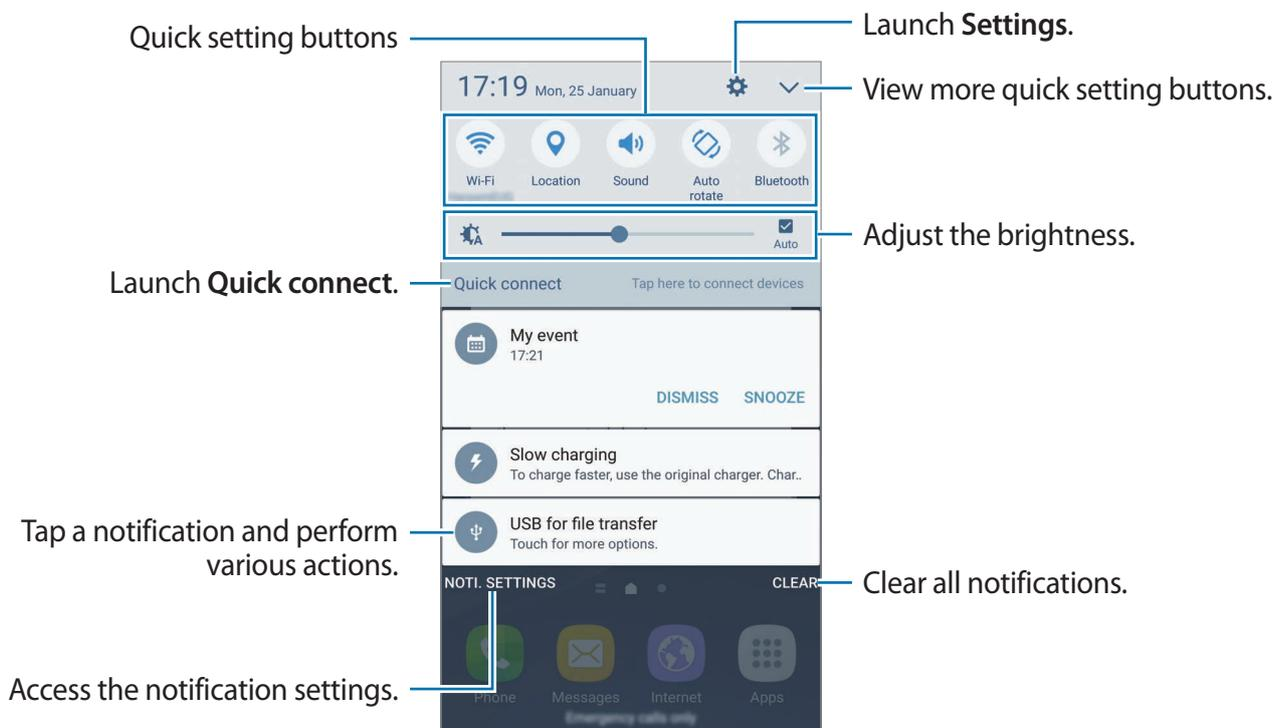 Quick setting buttons
Launch Settings.
17:19 Mon, 25 January
View more quick setting buttons.
Wi-Fi
Location
Sound
Auto
rotate
Bluetooth
Auto
Adjust the brightness.
Launch Quick connect.
Quick connect
Tap here to connect devices
My event
17:21
DISMISS
SNOOZE
Slow charging
To charge faster, use the original charger. Char..
USB for file transfer
Touch for more options.
Tap a notification and perform
various actions.
NOTI. SETTINGS
CLEAR
Clear all notifications.
Phone
Messages
Internet
Apps
Access the notification settings.
Emergency calls only